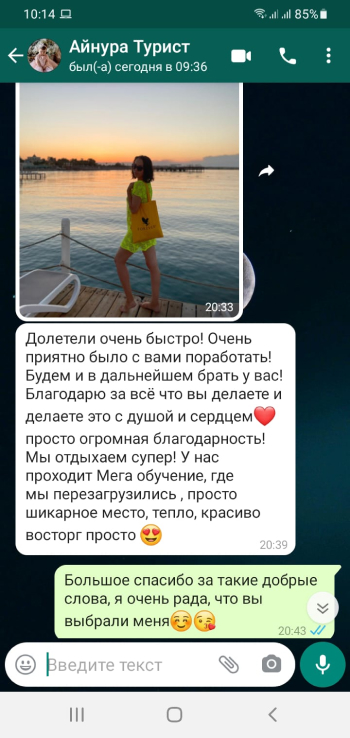 10:14
85%
Айнура Турист
был(-а) сегодня в 09:36
20:33
Долетели очень быстро! Очень
приятно было с вами поработать!
Будем и в дальнейшем брать у вас!
Благодарю за всё что вы делаете и
делаете это с душой и сердцем❤️
просто огромная благодарность!
Мы отдыхаем супер! У нас
проходит Мега обучение, где
мы перезагрузились , просто
шикарное место, тепло, красиво
восторг просто 😍
20:39
Большое спасибо за такие добрые
слова, я очень рада, что вы
выбрали меня☺️😘
20:43
Введите текст